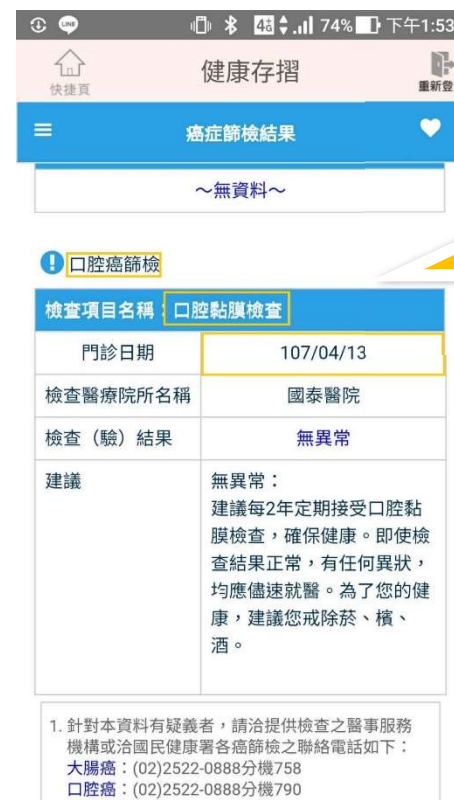 LINE 4G 74% 下午1:53
健康存摺
快捷頁
重新登
癌症篩檢結果
～無資料～
口腔癌篩檢
檢查項目名稱：口腔黏膜檢查
門診日期 107/04/13
檢查醫療院所名稱 國泰醫院
檢查（驗）結果 無異常
建議 無異常：
建議每2年定期接受口腔黏
膜檢查，確保健康。即使檢
查結果正常，有任何異狀，
均應儘速就醫。為了您的健
康，建議您戒除菸、檳、
酒。
1. 針對本資料有疑義者，請洽提供檢查之醫事服務
機構或洽國民健康署各癌篩檢之聯絡電話如下：
大腸癌：(02)2522-0888分機758
口腔癌：(02)2522-0888分機790